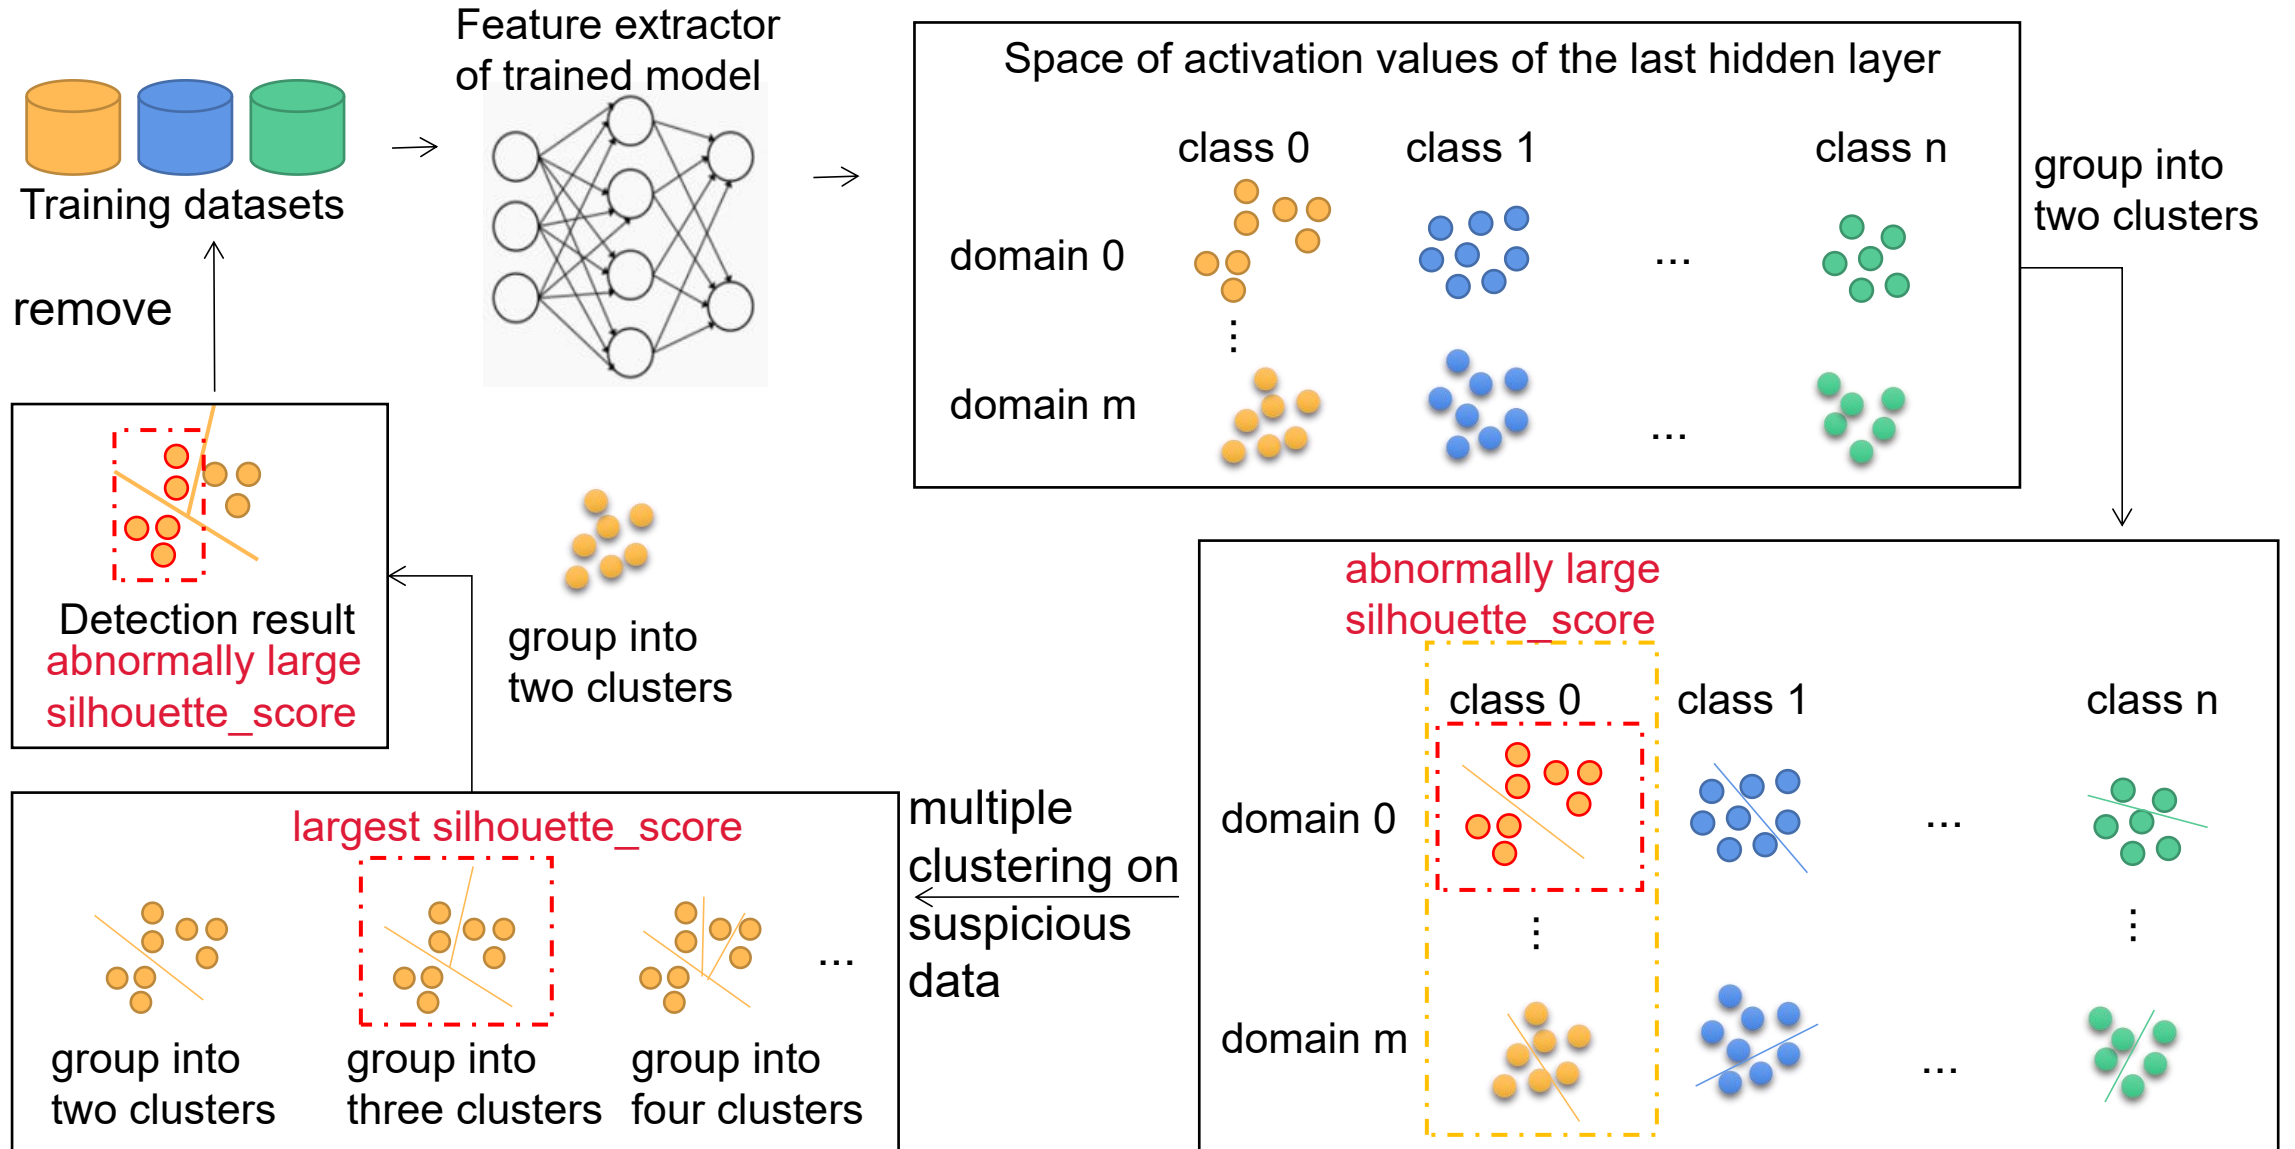 Feature extractor
of trained model
Training datasets
remove
Space of activation values of the last hidden layer
class 0
class 1
class n
domain 0
...
⋮
domain m
...
group into
two clusters
abnormally large
silhouette_score
class 0
class 1
class n
domain 0
...
⋮
⋮
domain m
...
multiple
clustering on
suspicious
data
largest silhouette_score
...
group into
two clusters
group into
three clusters
group into
four clusters
group into
two clusters
Detection result
abnormally large
silhouette_score